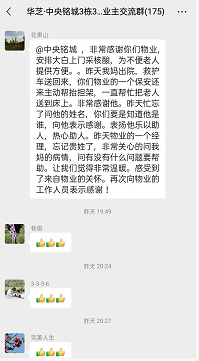 华芝·中央铭城3栋3...业主交流群(175)
花果山
@中央铭城 ，非常感谢你们物业,
安排大白上门采核酸，为不便老人
提供方便。。昨天我妈出院，救护
车送回来，你们物业的一个保安还
来主动帮抬担架，一直帮忙把老人
送到床上。非常感谢。昨天忙忘
了问他的姓名，你们要是知道他是
谁，向他表示感谢。表扬他乐以助
人，热心助人。昨天物业的一个经
理，忘记贵姓了，非常关心的问我
妈的病情，问有没有什么问题要帮
助。让我们觉得非常温暖。感受到
了来自物业的关怀。再次向物业的
工作人员表示感谢！
昨天 19:49
杨俊
昨天 20:24
3-3-3-6
昨天 20:27
完美人生